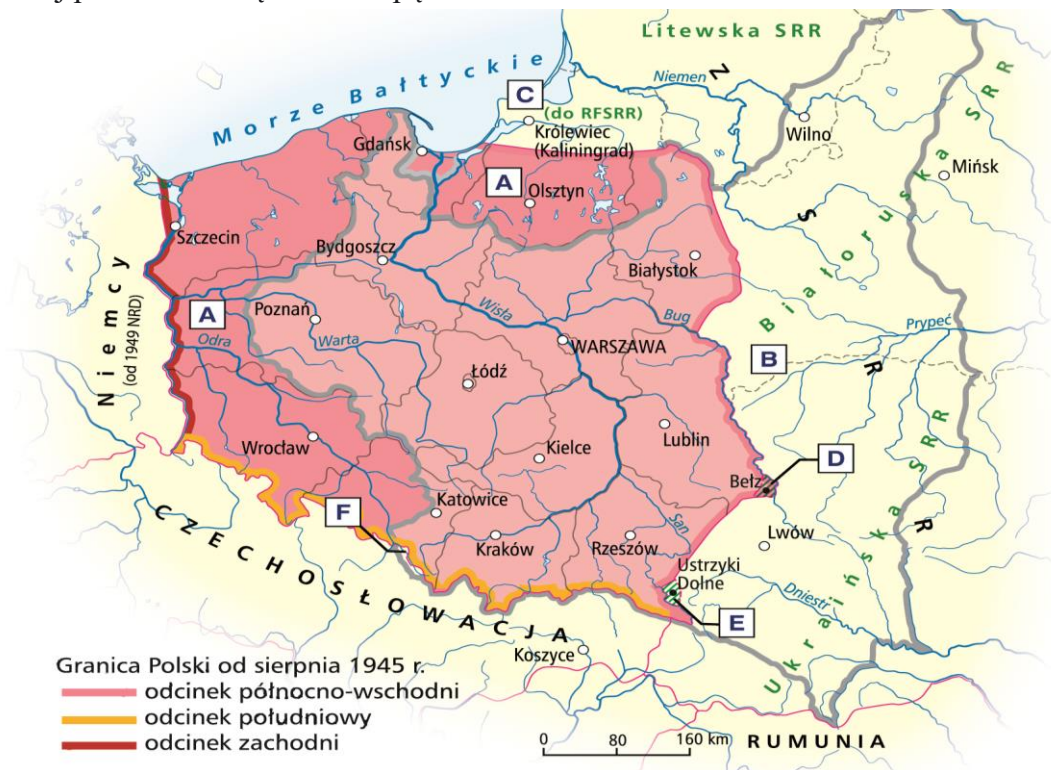 Litewska SRR
Morze Bałtyckie
Niemen
Z
C
(do RFSRR)
Królewiec
(Kaliningrad)
Wilno
Gdańsk
Mińsk
A
Olsztyn
S
Szczecin
Bydgoszcz
Białystok
Białoruska SRR
Niemcy
(od 1949 NRD)
A
Poznań
Wisła
Bug
Prypeć
Odra
Warta
WARSZAWA
B
R
Łódź
Wrocław
Kielce
Lublin
D
Bełz
Katowice
F
Kraków
Rzeszów
San
Lwów
R
Ustrzyki
Dolne
Dniestr
E
CZECHOSŁOWACJA
Koszyce
Ukraińska SRR
Granica Polski od sierpnia 1945 r.
odcinek północno-wschodni
odcinek południowy
odcinek zachodni
0 80 160 km
RUMUNIA